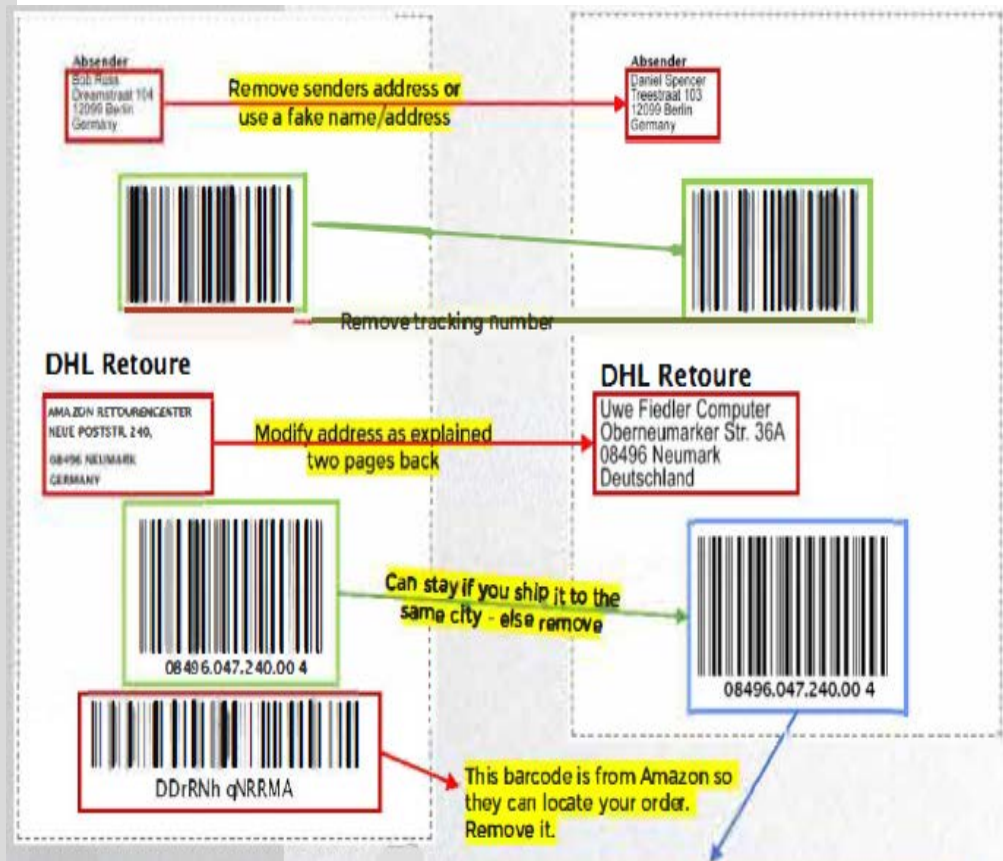 Absender
Bob Russ
Dreamstraat 104
12099 Berlin
Germany
Remove senders address or
use a fake name/address
Absender
Daniel Spencer
Treestraat 103
12099 Berlin
Germany
Remove tracking number
DHL Retoure
AMAZON RETOURENCENTER
NEUE POSTSTR. 240,
08496 NEUMARK
GERMANY
Modify address as explained
two pages back
DHL Retoure
Uwe Fiedler Computer
Oberneumarker Str. 36A
08496 Neumark
Deutschland
Can stay if you ship it to the
same city - else remove
08496.047.240.00 4
08496.047.240.00 4
DDrRNh qNRRMA
This barcode is from Amazon so
they can locate your order.
Remove it.